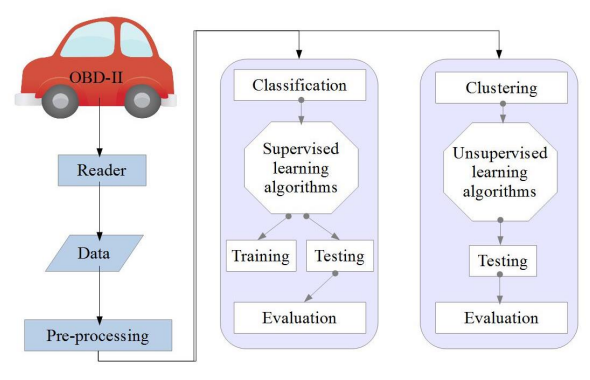 OBD-II
Reader
Data
Pre-processing
Classification
Supervised
learning
algorithms
Training
Testing
Evaluation
Clustering
Unsupervised
learning
algorithms
Testing
Evaluation